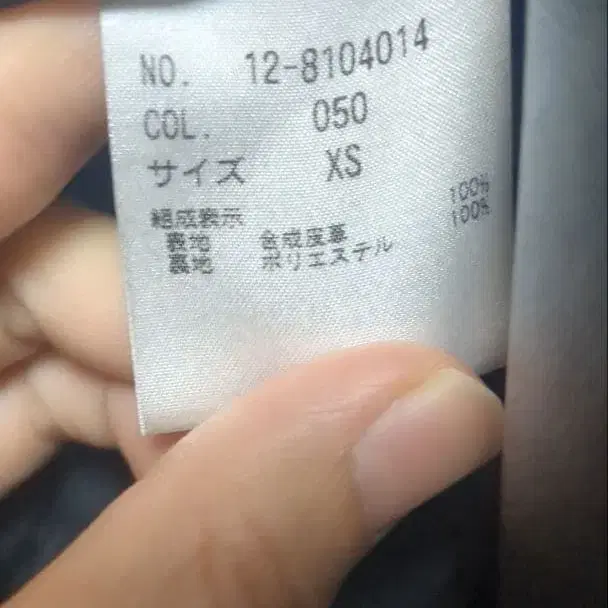 NO. 12-8104014
COL. 050
サイズ XS
組成表示
表地 合成皮革 100%
裏地 ポリエステル 100%